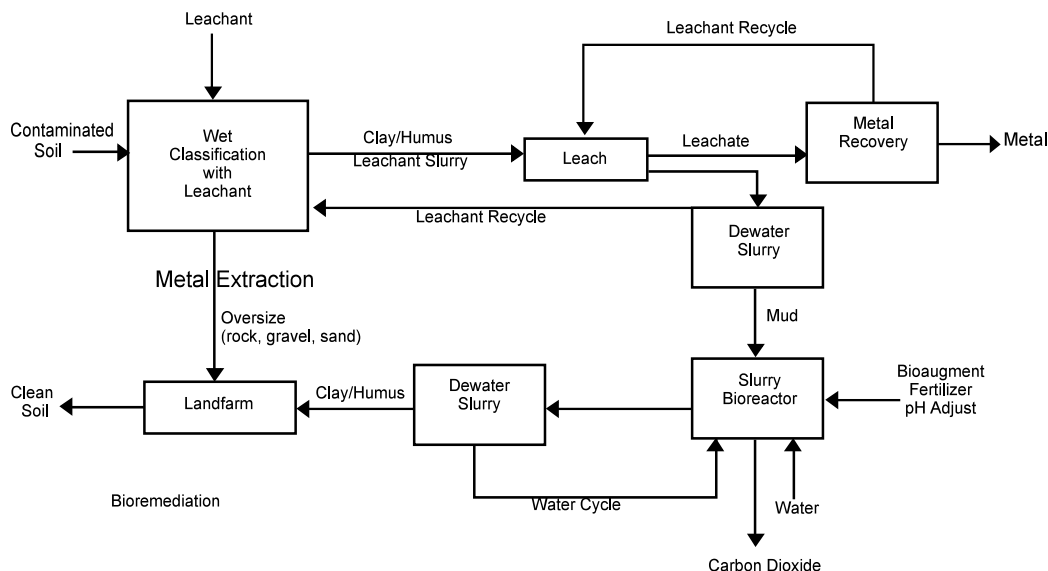 Leachant
Leachant Recycle
Contaminated
Soil
Wet
Classification
with
Leachant
Clay/Humus
Leachant Slurry
Leach
Leachate
Metal
Recovery
Metal
Leachant Recycle
Dewater
Slurry
Metal Extraction
Mud
Oversize
(rock, gravel, sand)
Clean
Soil
Landfarm
Clay/Humus
Dewater
Slurry
Slurry
Bioreactor
Bioaugment
Fertilizer
pH Adjust
Bioremediation
Water Cycle
Water
Carbon Dioxide